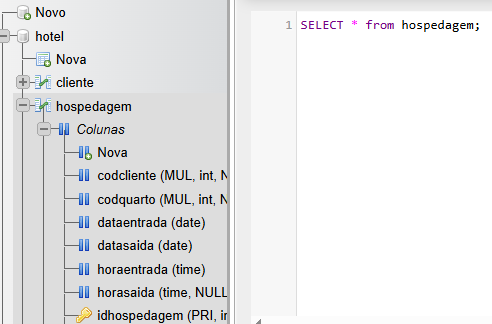 Novo
hotel
Nova
cliente
hospedagem
Colunas
Nova
codcliente (MUL, int, N
codquarto (MUL, int, N
dataentrada (date)
datasaida (date)
horaentrada (time)
horasaida (time, NULL
idhospedagem (PRI, in
1 SELECT * from hospedagem;